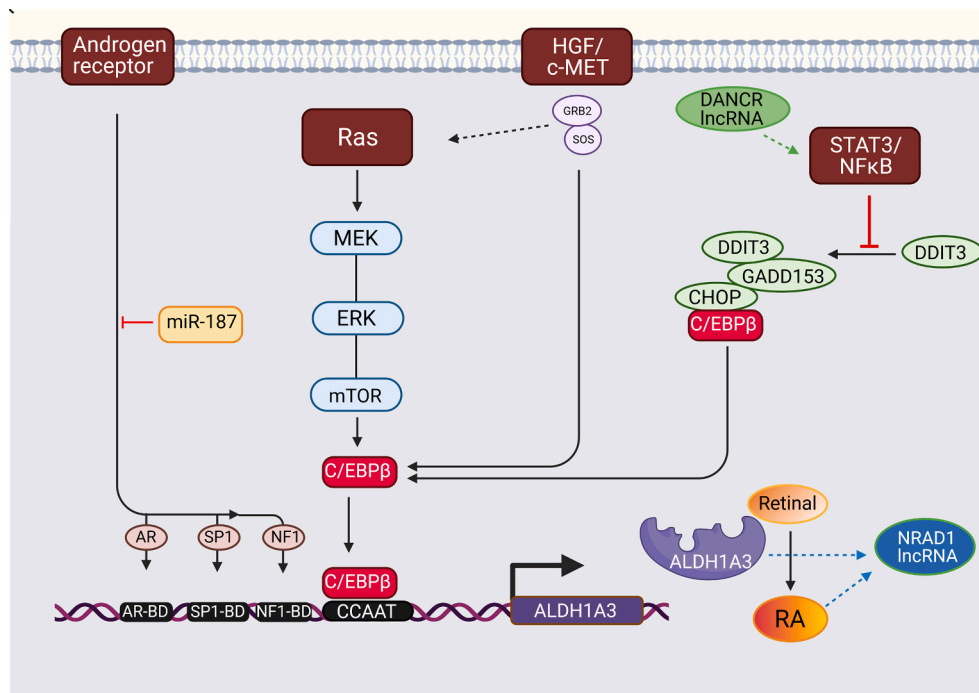 Androgen
receptor
HGF/
c-MET
GRB2
SOS
Ras
DANCR
lncRNA
STAT3/
NFκB
MEK
DDIT3
DDIT3
GADD153
CHOP
C/EBPβ
miR-187
ERK
mTOR
C/EBPβ
AR
SP1
NF1
Retinal
ALDH1A3
NRAD1
lncRNA
RA
C/EBPβ
AR-BD
SP1-BD
NF1-BD
CCAAT
ALDH1A3